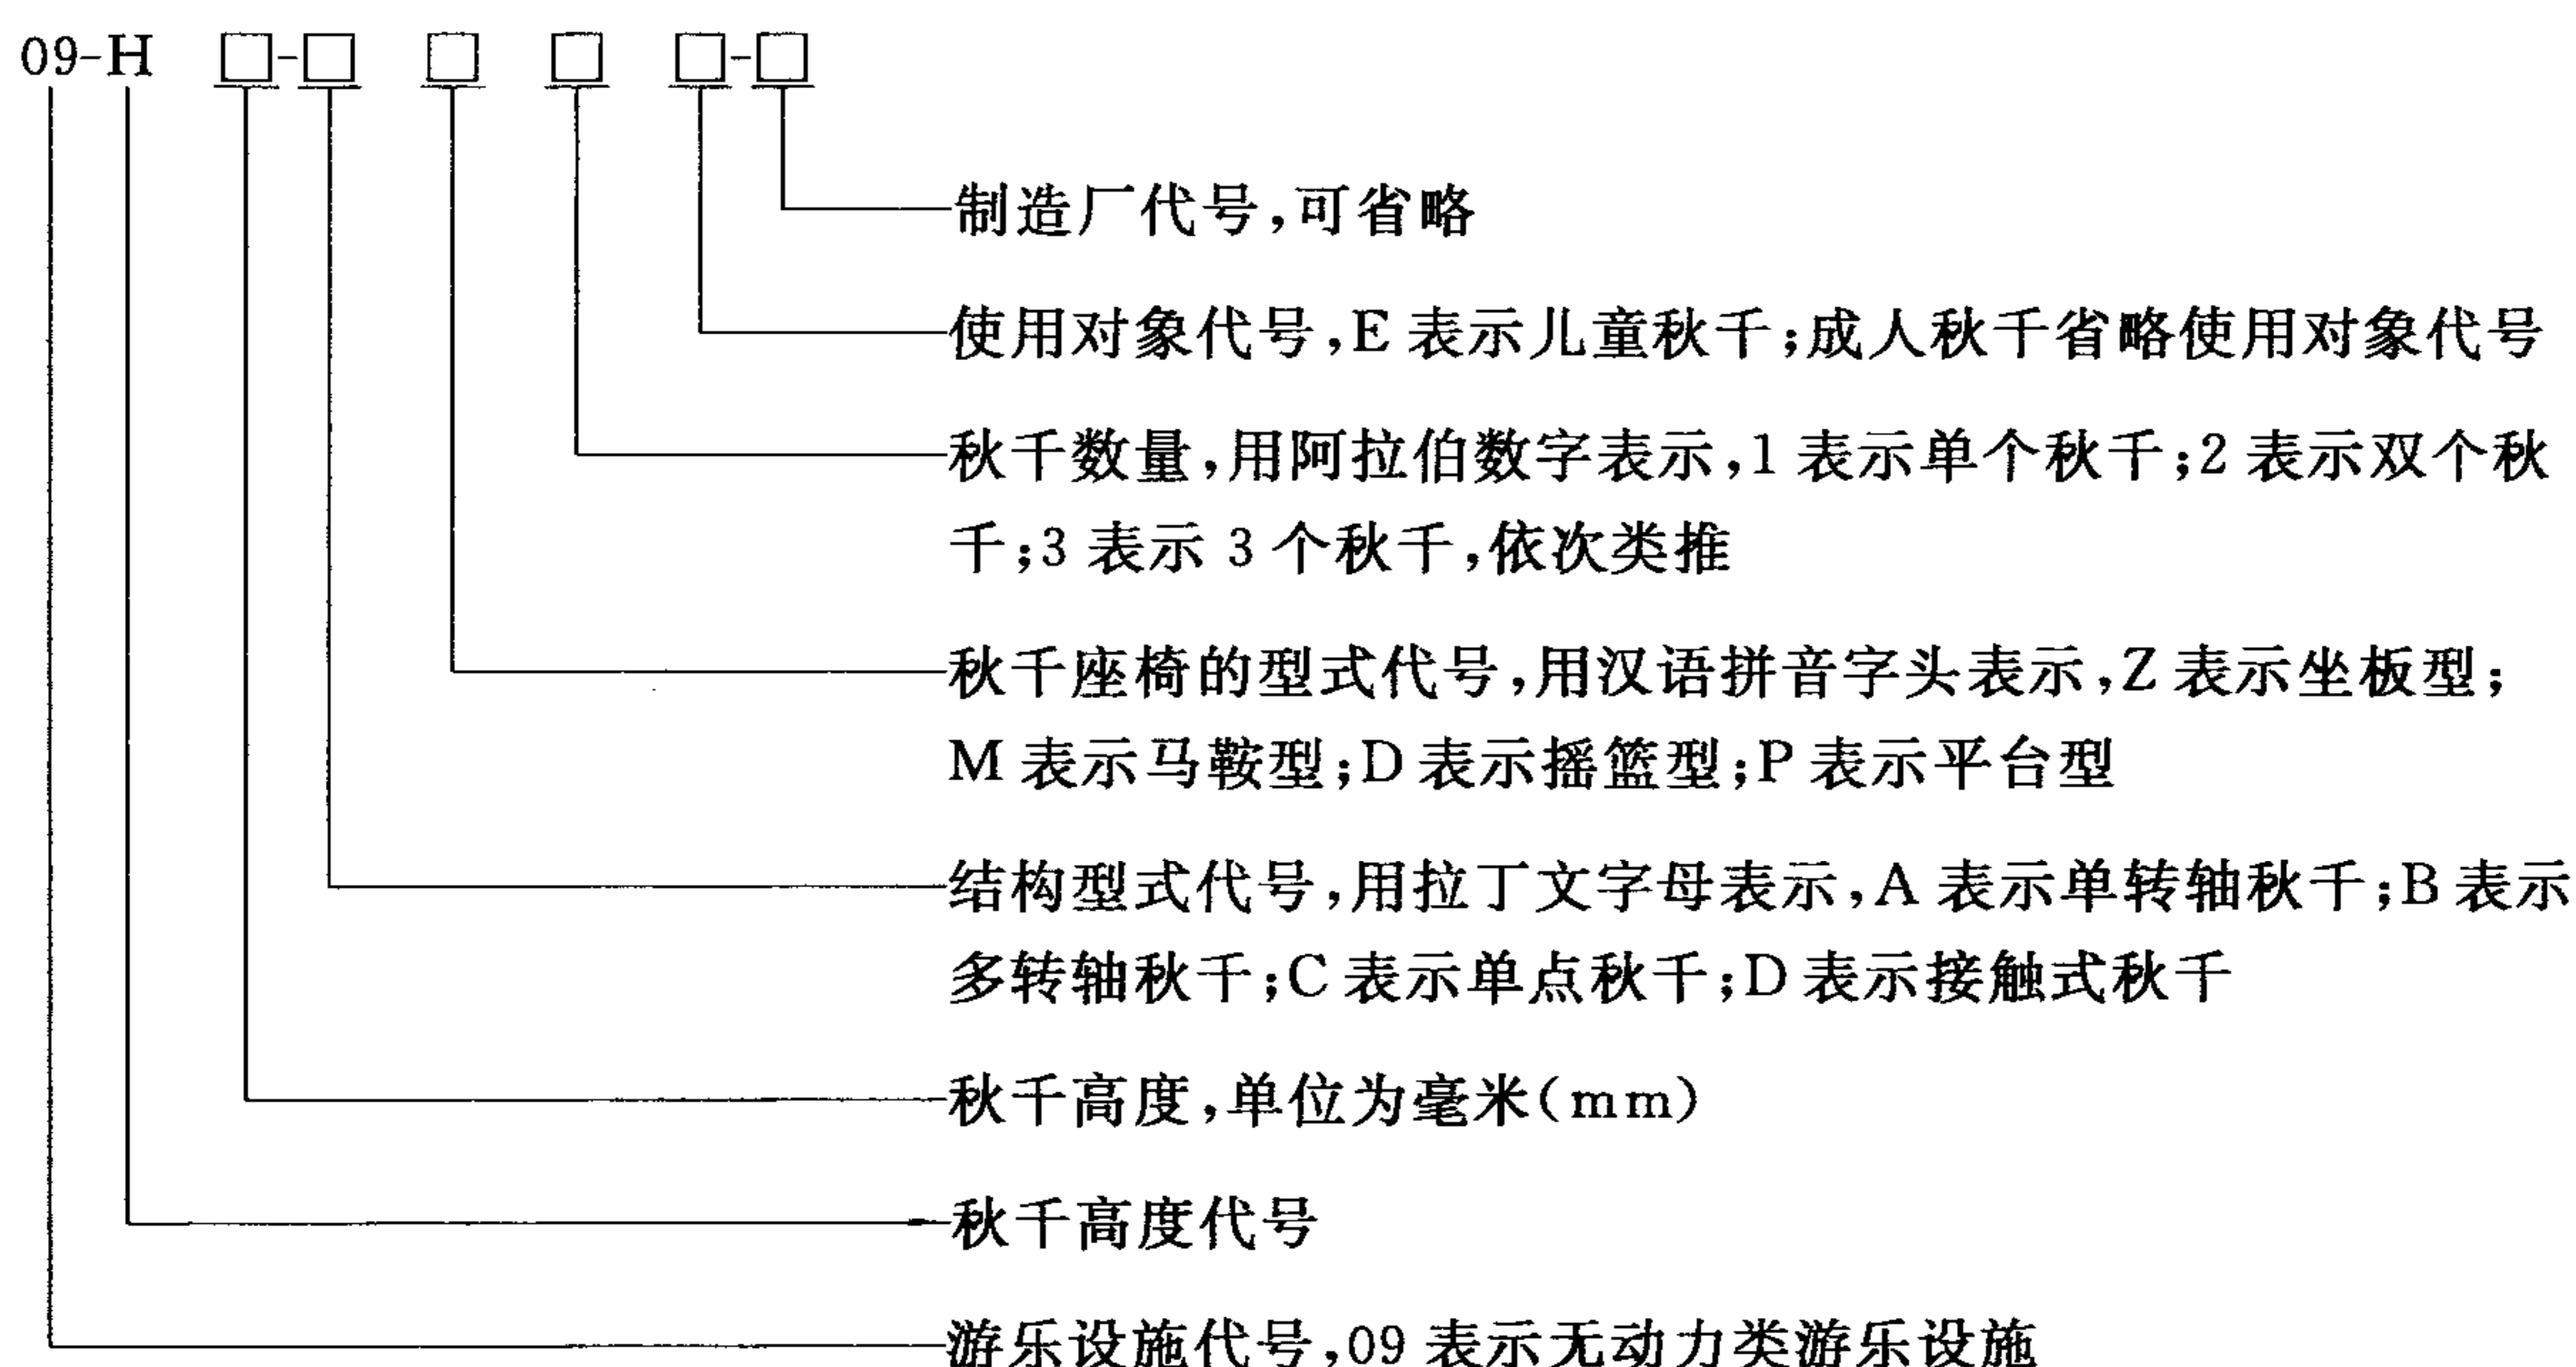 09-H □-□ □ □ □-□
制造厂代号,可省略
使用对象代号,E 表示儿童秋千;成人秋千省略使用对象代号
秋千数量,用阿拉伯数字表示,1 表示单个秋千;2 表示双个秋
千;3 表示 3 个秋千,依次类推
秋千座椅的型式代号,用汉语拼音字头表示,Z 表示坐板型;
M 表示马鞍型;D 表示摇篮型;P 表示平台型
结构型式代号,用拉丁文字母表示,A 表示单转轴秋千;B 表示
多转轴秋千;C 表示单点秋千;D 表示接触式秋千
秋千高度,单位为毫米(mm)
秋千高度代号
游乐设施代号,09 表示无动力类游乐设施